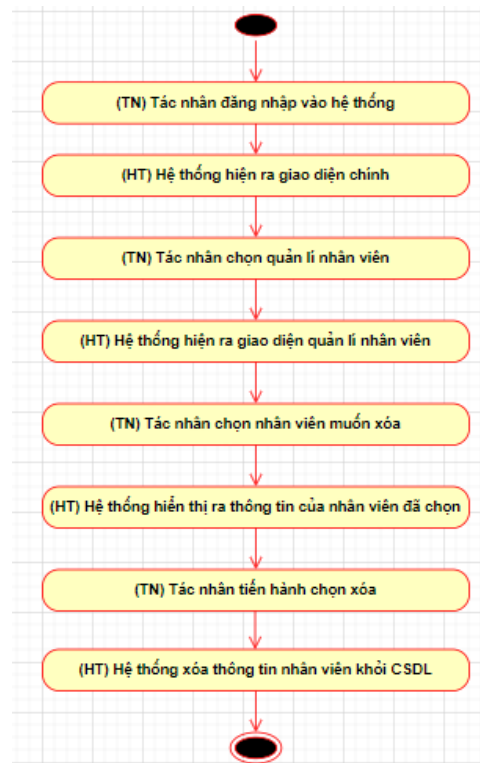 (TN) Tác nhân đăng nhập vào hệ thống
(HT) Hệ thống hiện ra giao diện chính
(TN) Tác nhân chọn quản lí nhân viên
(HT) Hệ thống hiện ra giao diện quản lí nhân viên
(TN) Tác nhân chọn nhân viên muốn xóa
(HT) Hệ thống hiển thị ra thông tin của nhân viên đã chọn
(TN) Tác nhân tiến hành chọn xóa
(HT) Hệ thống xóa thông tin nhân viên khỏi CSDL